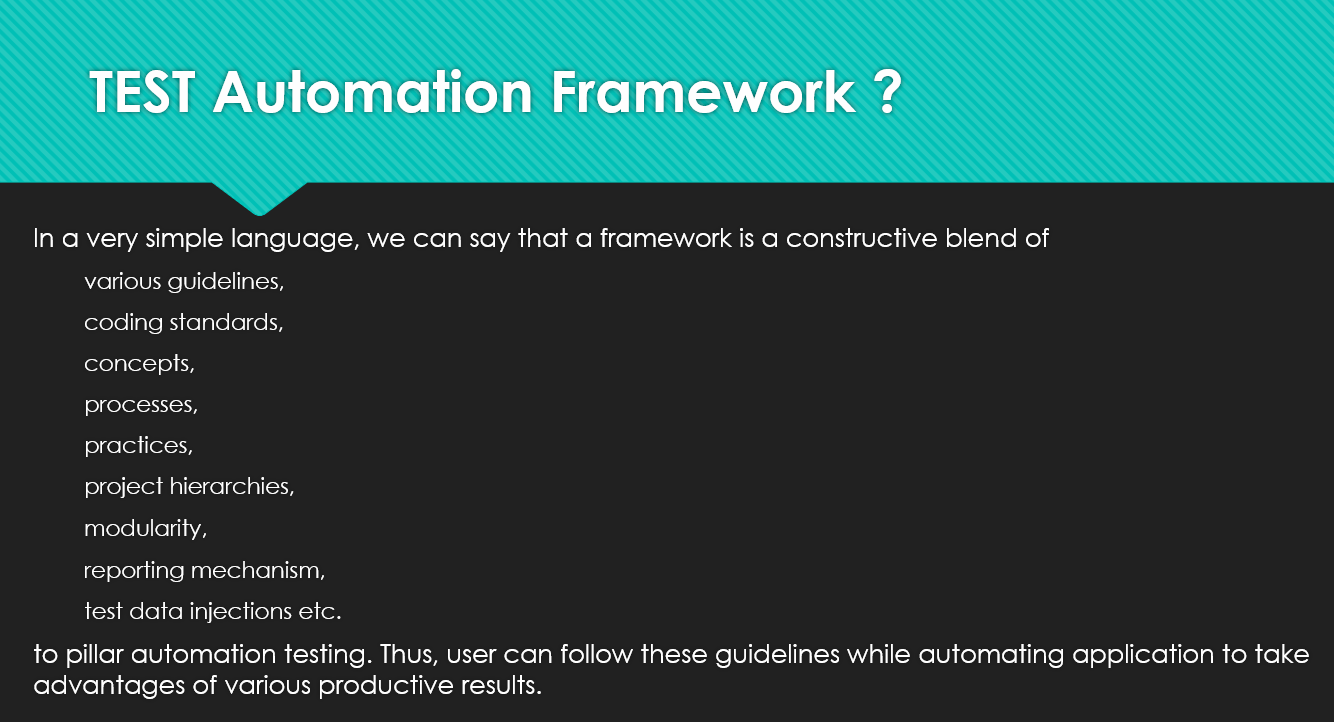 TEST Automation Framework ?
In a very simple language, we can say that a framework is a constructive blend of
various guidelines,
coding standards,
concepts,
processes,
practices,
project hierarchies,
modularity,
reporting mechanism,
test data injections etc.
to pillar automation testing. Thus, user can follow these guidelines while automating application to take
advantages of various productive results.